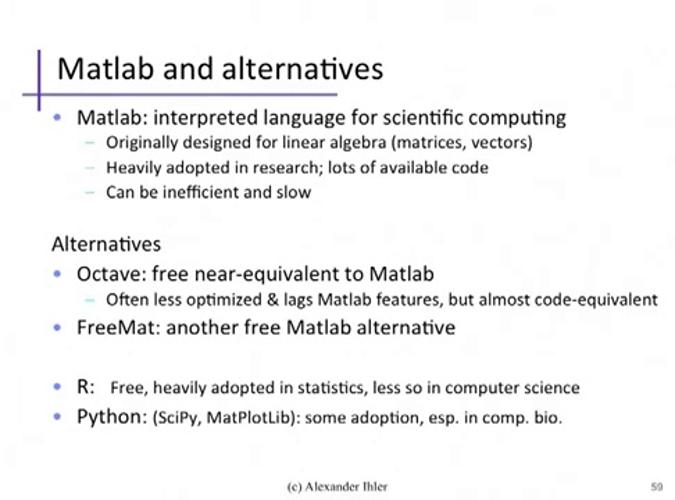 Matlab and alternatives
• Matlab: interpreted language for scientific computing
– Originally designed for linear algebra (matrices, vectors)
– Heavily adopted in research; lots of available code
– Can be inefficient and slow
Alternatives
• Octave: free near-equivalent to Matlab
– Often less optimized & lags Matlab features, but almost code-equivalent
• FreeMat: another free Matlab alternative
• R: Free, heavily adopted in statistics, less so in computer science
• Python: (SciPy, MatPlotLib): some adoption, esp. in comp. bio.
(c) Alexander Ihler
59